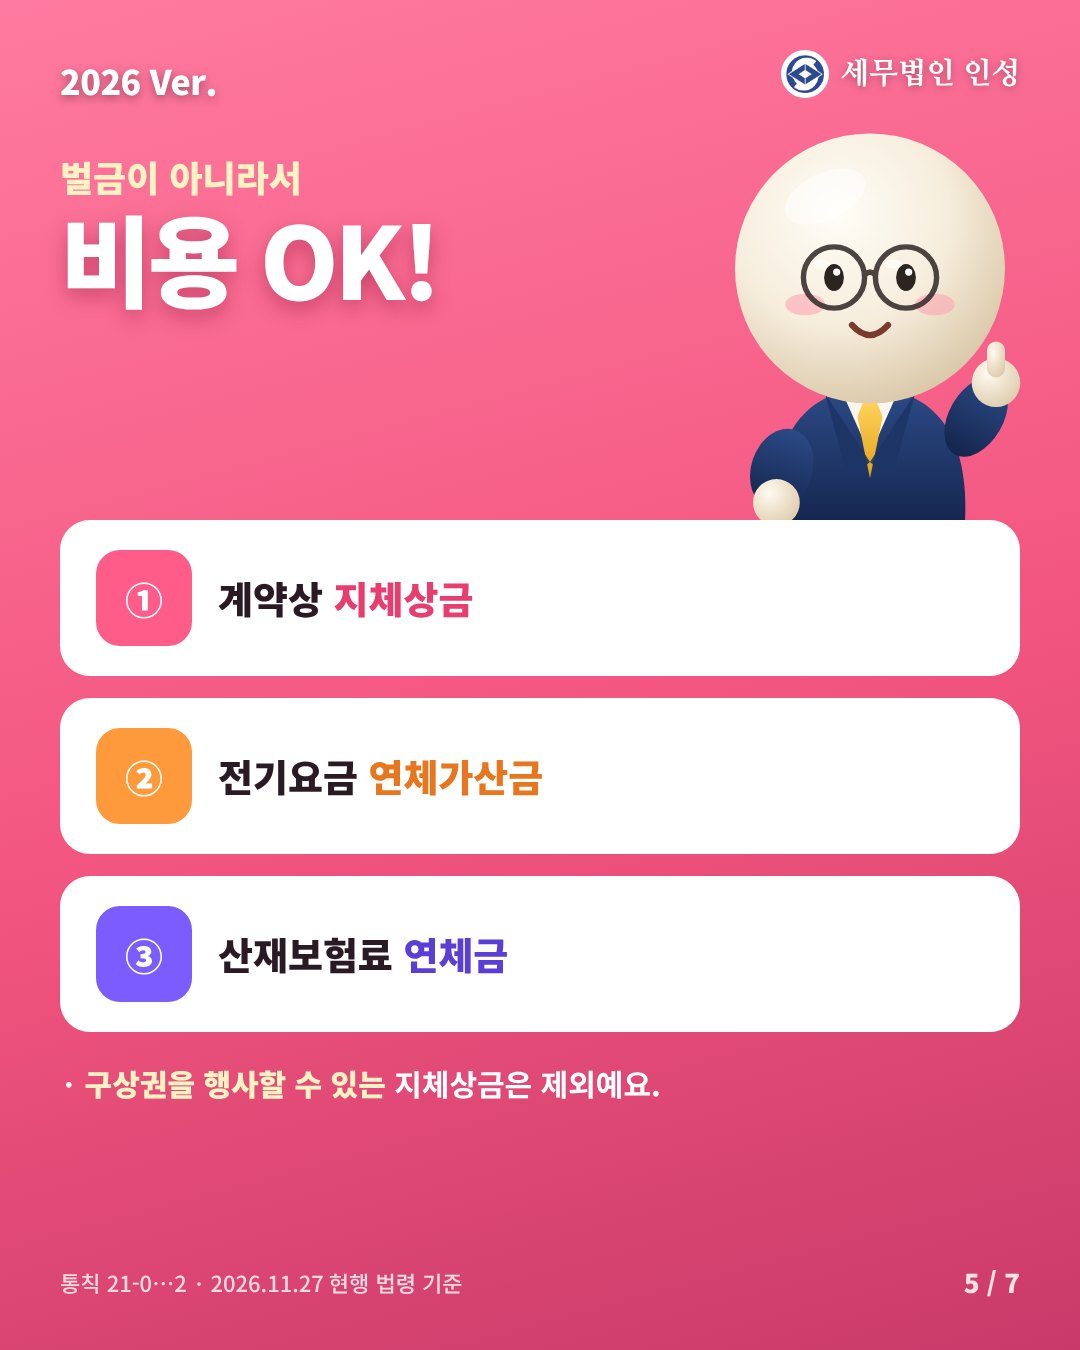 2026 Ver.
세무법인 인성
벌금이 아니라서
비용 OK!
① 계약상 지체상금
② 전기요금 연체가산금
③ 산재보험료 연체금
· 구상권을 행사할 수 있는 지체상금은 제외예요.
통칙 21-0…2 · 2026.11.27 현행 법령 기준
5 / 7